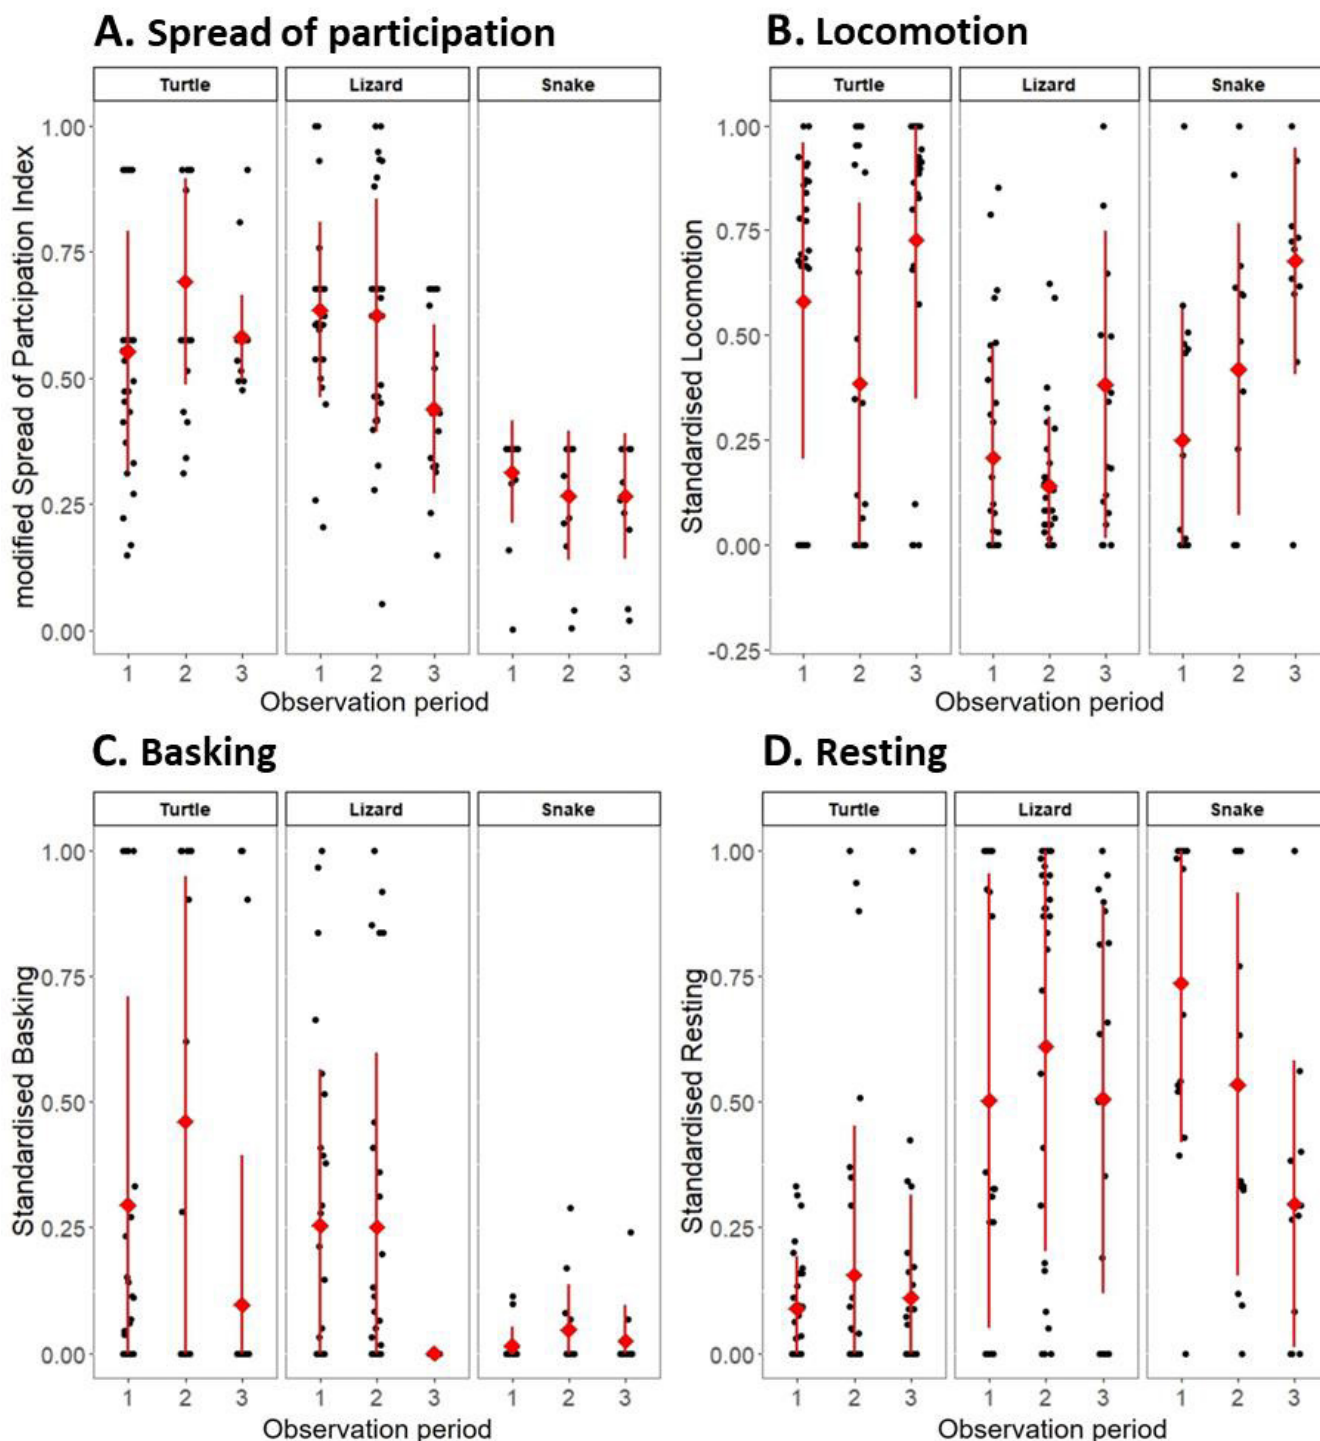 A. Spread of participation
Turtle Lizard Snake
modified Spread of Partcipation Index
1.00
0.75
0.50
0.25
0.00
1 2 3 1 2 3 1 2 3
Observation period
B. Locomotion
Turtle Lizard Snake
Standardised Locomotion
1.00
0.75
0.50
0.25
0.00
-0.25
1 2 3 1 2 3 1 2 3
Observation period
C. Basking
Turtle Lizard Snake
Standardised Basking
1.00
0.75
0.50
0.25
0.00
1 2 3 1 2 3 1 2 3
Observation period
D. Resting
Turtle Lizard Snake
Standardised Resting
1.00
0.75
0.50
0.25
0.00
1 2 3 1 2 3 1 2 3
Observation period